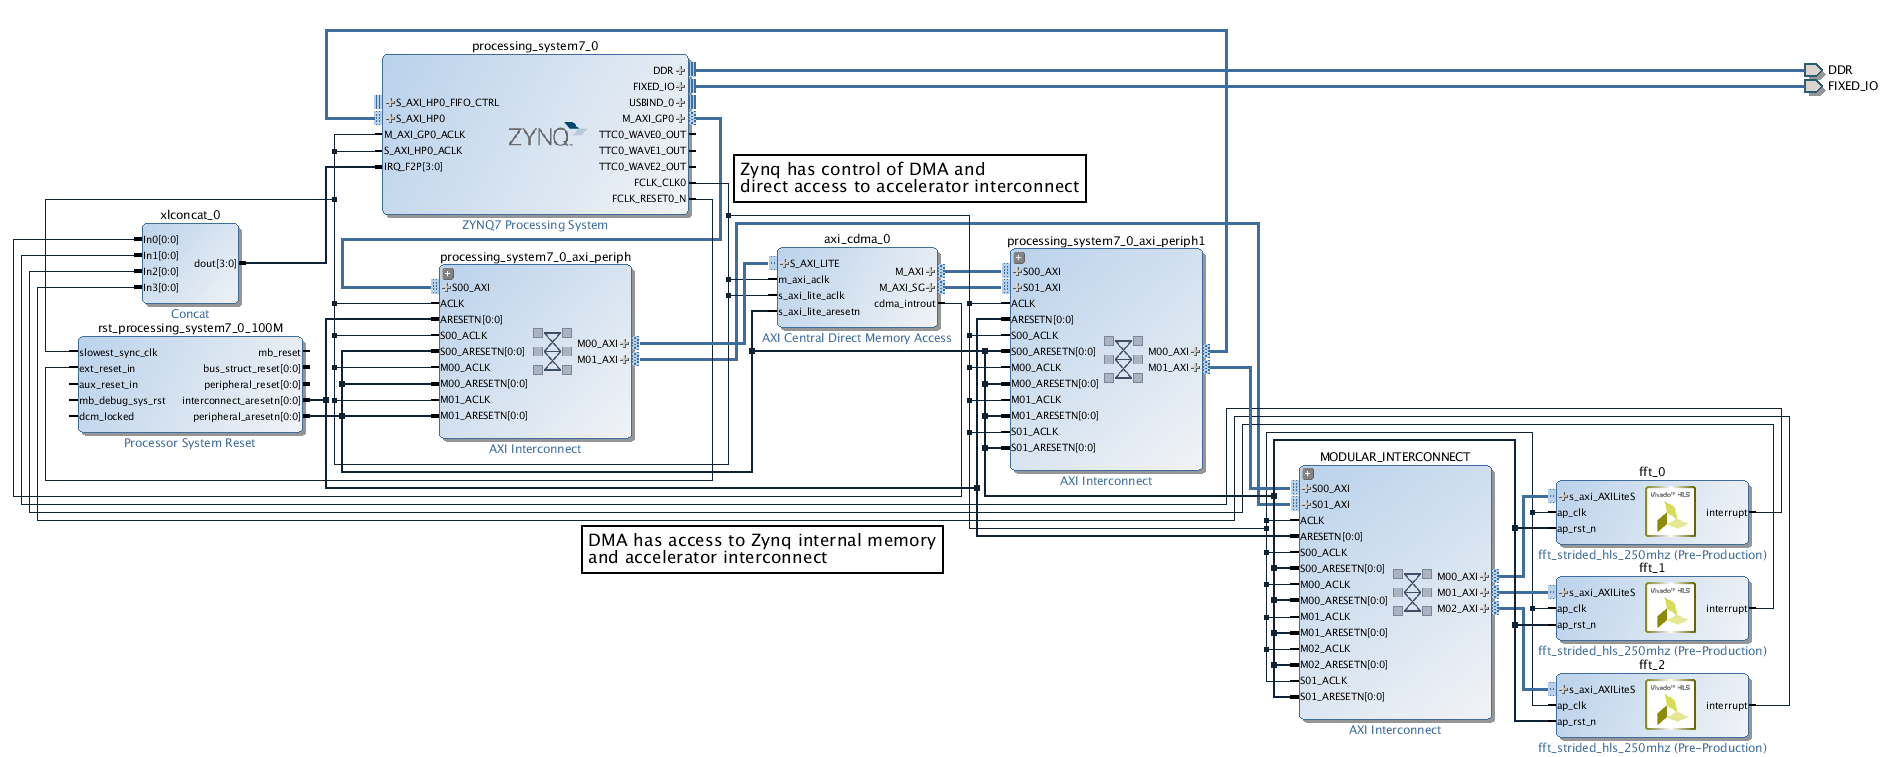 processing_system7_0
DDR
FIXED_IO
S_AXI_HP0_FIFO_CTRL
USBIND_0
S_AXI_HP0
M_AXI_GP0
M_AXI_GP0_ACLK
TTC0_WAVE0_OUT
S_AXI_HP0_ACLK
TTC0_WAVE1_OUT
IRQ_F2P[3:0]
TTC0_WAVE2_OUT
FCLK_CLK0
FCLK_RESET0_N
ZYNQ
ZYNQ7 Processing System
DDR
FIXED_IO
Zynq has control of DMA and
direct access to accelerator interconnect
xlconcat_0
In0[0:0]
In1[0:0]
In2[0:0]
In3[0:0]
dout[3:0]
Concat
rst_processing_system7_0_100M
slowest_sync_clk
ext_reset_in
aux_reset_in
mb_debug_sys_rst
dcm_locked
mb_reset
bus_struct_reset[0:0]
peripheral_reset[0:0]
interconnect_aresetn[0:0]
peripheral_aresetn[0:0]
Processor System Reset
processing_system7_0_axi_periph
S00_AXI
ACLK
ARESETN[0:0]
S00_ACLK
S00_ARESETN[0:0]
M00_ACLK
M00_ARESETN[0:0]
M01_ACLK
M01_ARESETN[0:0]
M00_AXI
M01_AXI
AXI Interconnect
axi_cdma_0
S_AXI_LITE
m_axi_aclk
s_axi_lite_aclk
s_axi_lite_aresetn
M_AXI
M_AXI_SG
cdma_introut
AXI Central Direct Memory Access
processing_system7_0_axi_periph1
S00_AXI
S01_AXI
ACLK
ARESETN[0:0]
S00_ACLK
S00_ARESETN[0:0]
M00_ACLK
M00_ARESETN[0:0]
M01_ACLK
M01_ARESETN[0:0]
S01_ACLK
S01_ARESETN[0:0]
M00_AXI
M01_AXI
AXI Interconnect
DMA has access to Zynq internal memory
and accelerator interconnect
MODULAR_INTERCONNECT
S00_AXI
S01_AXI
ACLK
ARESETN[0:0]
S00_ACLK
S00_ARESETN[0:0]
M00_ACLK
M00_ARESETN[0:0]
M01_ACLK
M01_ARESETN[0:0]
M02_ACLK
M02_ARESETN[0:0]
S01_ACLK
S01_ARESETN[0:0]
M00_AXI
M01_AXI
M02_AXI
AXI Interconnect
fft_0
s_axi_AXILiteS
ap_clk
ap_rst_n
Vivado™ HLS
interrupt
fft_strided_hls_250mhz (Pre-Production)
fft_1
s_axi_AXILiteS
ap_clk
ap_rst_n
Vivado™ HLS
interrupt
fft_strided_hls_250mhz (Pre-Production)
fft_2
s_axi_AXILiteS
ap_clk
ap_rst_n
Vivado™ HLS
interrupt
fft_strided_hls_250mhz (Pre-Production)